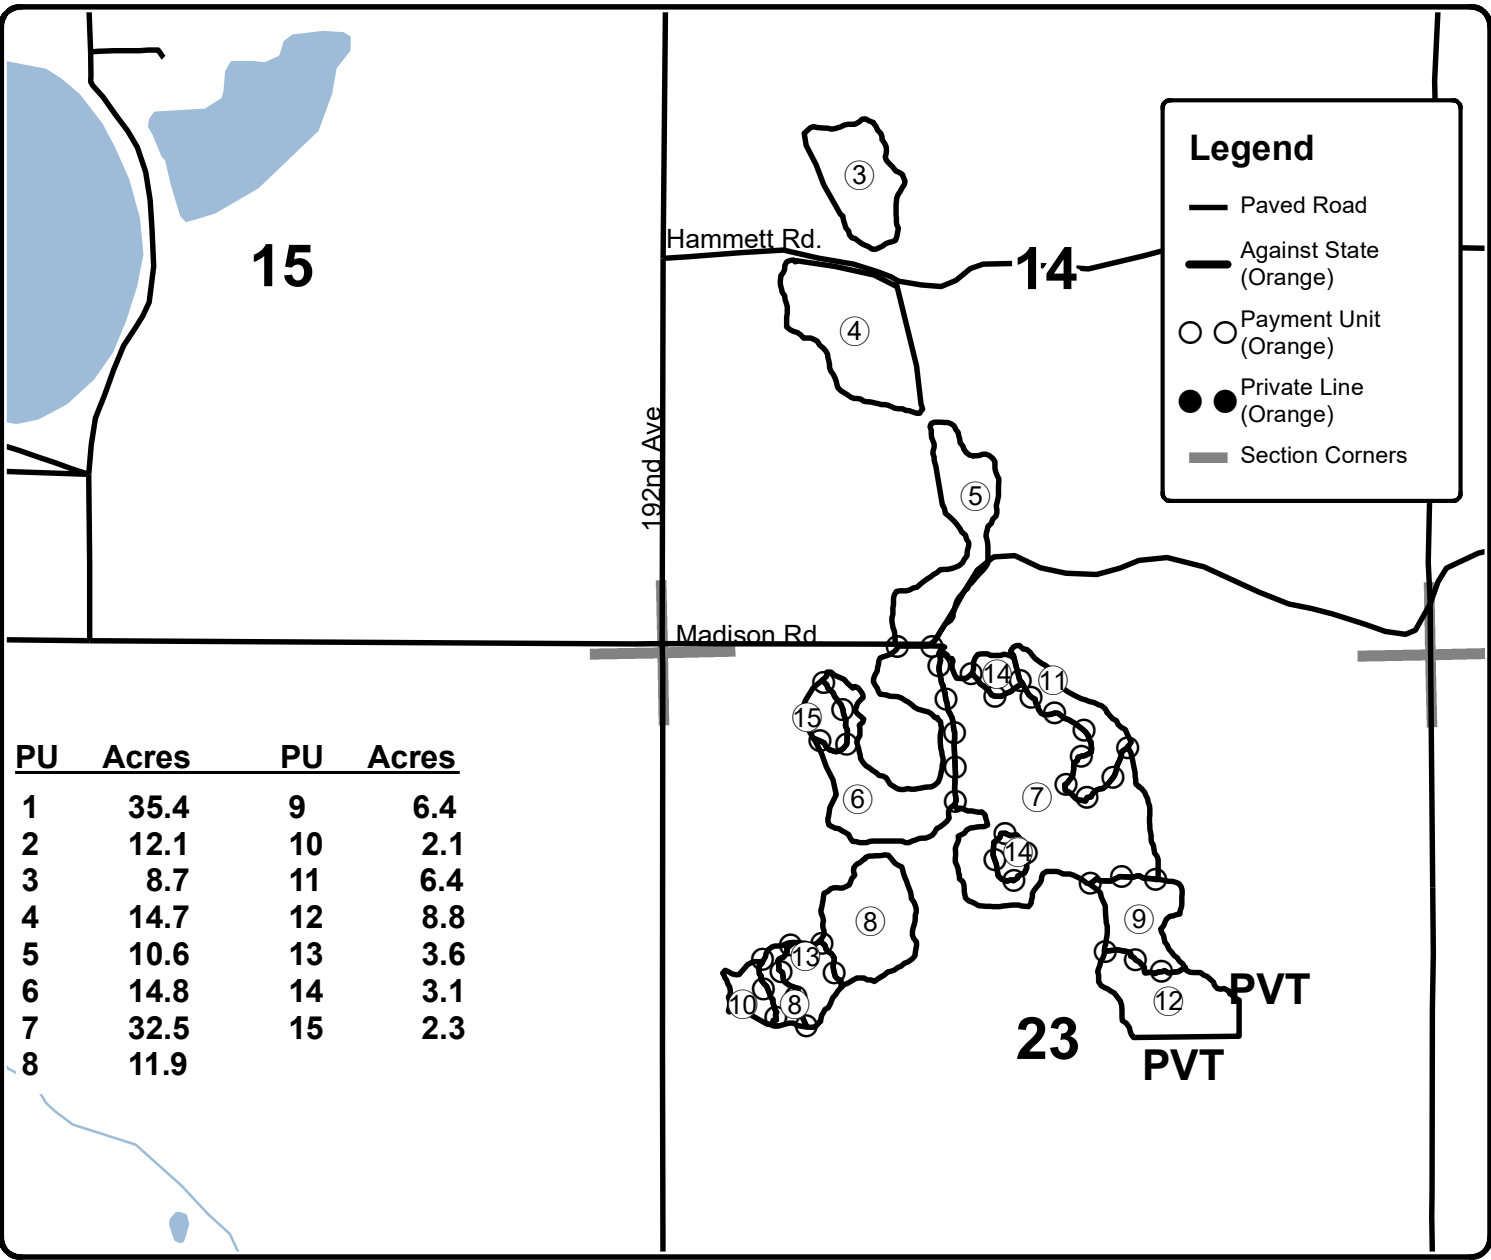 3
Legend
Paved Road
Hammett Rd.
15
14
Against State
(Orange)
4
Payment Unit
(Orange)
Private Line
(Orange)
192nd Ave
Section Corners
5
Madison Rd
14
11
15
6
7
14
PU Acres PU Acres
1 35.4 9 6.4
2 12.1 10 2.1
3 8.7 11 6.4
4 14.7 12 8.8
5 10.6 13 3.6
6 14.8 14 3.1
7 32.5 15 2.3
8 11.9
8
9
13
10
8
12
PVT
23
PVT